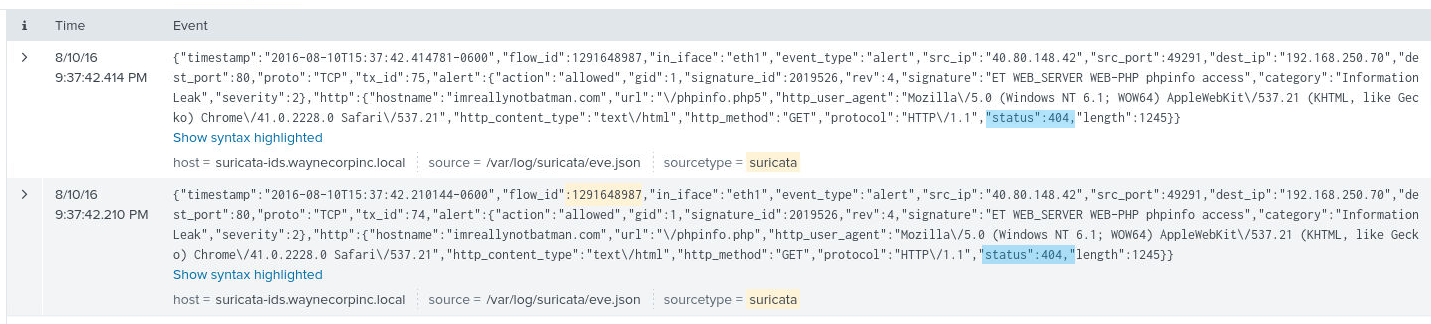 i Time Event
8/10/16 {"timestamp":"2016-08-10T15:37:42.414781-0600","flow_id":1291648987,"in_iface":"eth1","event_type":"alert","src_ip":"40.80.148.42","src_port":49291,"dest_ip":"192.168.250.70","de
9:37:42.414 PM st_port":80,"proto":"TCP","tx_id":75,"alert":{"action":"allowed","gid":1,"signature_id":2019526,"rev":4,"signature":"ET WEB_SERVER WEB-PHP phpinfo access","category":"Information
Leak","severity":2},"http":{"hostname":"imreallynotbatman.com","url":"\/phpinfo.php5","http_user_agent":"Mozilla\/5.0 (Windows NT 6.1; WOW64) AppleWebKit\/537.21 (KHTML, like Gec
ko) Chrome\/41.0.2228.0 Safari\/537.21","http_content_type":"text\/html","http_method":"GET","protocol":"HTTP\/1.1","status":404,"length":1245}}
Show syntax highlighted
host = suricata-ids.waynecorpinc.local source = /var/log/suricata/eve.json sourcetype = suricata
8/10/16 {"timestamp":"2016-08-10T15:37:42.210144-0600","flow_id":1291648987,"in_iface":"eth1","event_type":"alert","src_ip":"40.80.148.42","src_port":49291,"dest_ip":"192.168.250.70","de
9:37:42.210 PM st_port":80,"proto":"TCP","tx_id":74,"alert":{"action":"allowed","gid":1,"signature_id":2019526,"rev":4,"signature":"ET WEB_SERVER WEB-PHP phpinfo access","category":"Information
Leak","severity":2},"http":{"hostname":"imreallynotbatman.com","url":"\/phpinfo.php","http_user_agent":"Mozilla\/5.0 (Windows NT 6.1; WOW64) AppleWebKit\/537.21 (KHTML, like Geck
o) Chrome\/41.0.2228.0 Safari\/537.21","http_content_type":"text\/html","http_method":"GET","protocol":"HTTP\/1.1","status":404,"length":1245}}
Show syntax highlighted
host = suricata-ids.waynecorpinc.local source = /var/log/suricata/eve.json sourcetype = suricata